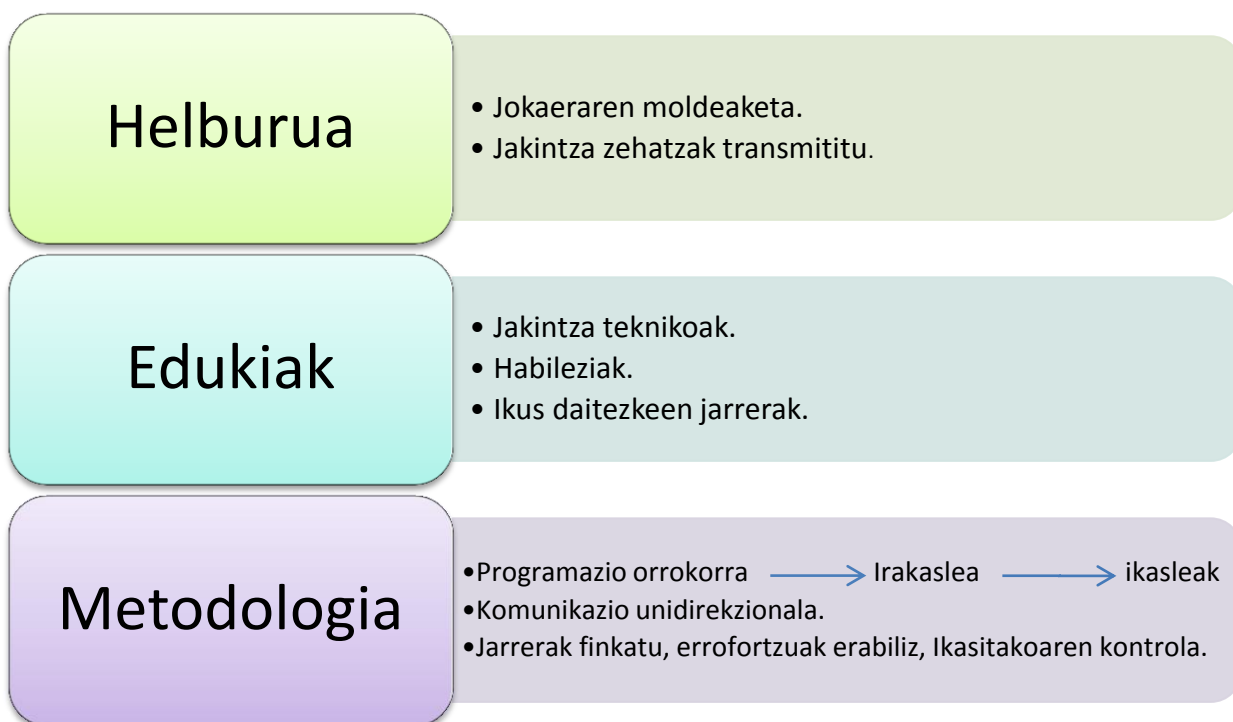 Helburua
• Jokaeraren moldeaketa.
• Jakintza zehatzak transmititu.
Edukiak
• Jakintza teknikoak.
• Habileziak.
• Ikus daitezkeen jarrerak.
Metodologia
•Programazio orrokorra Irakaslea ikasleak
•Komunikazio unidirekzionala.
•Jarrerak finkatu, errofortzuak erabiliz, Ikasitakoaren kontrola.